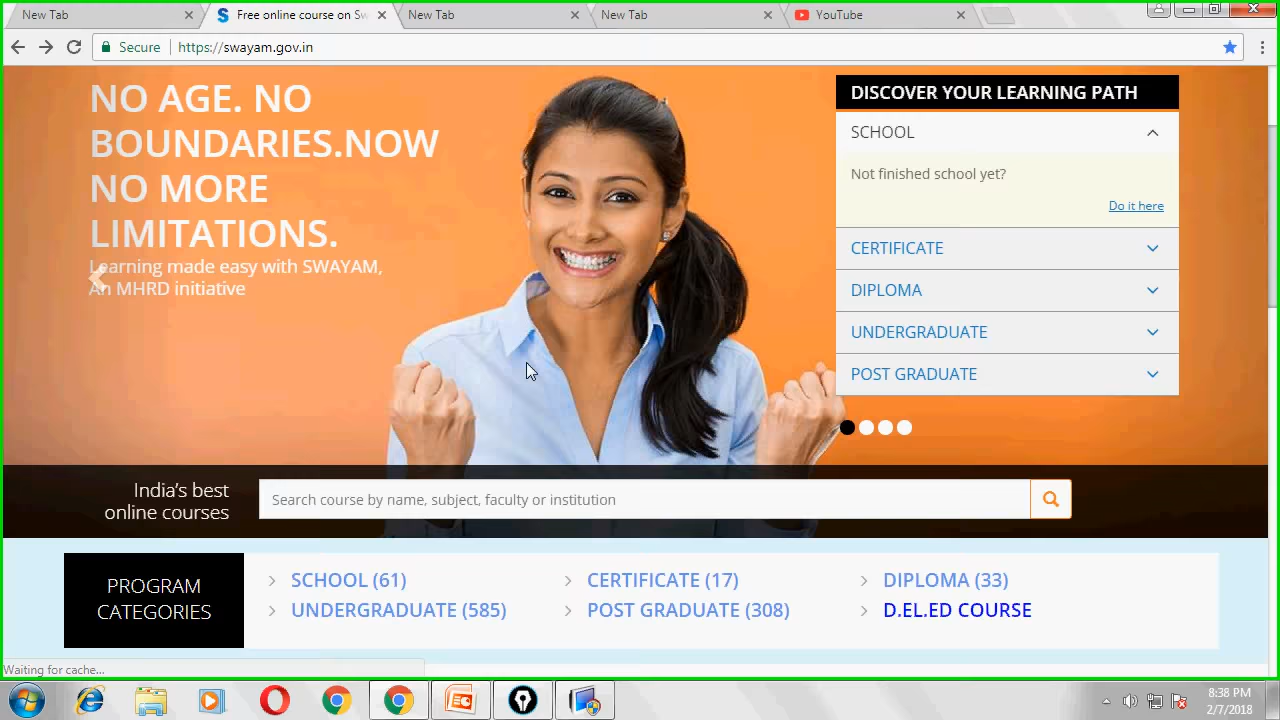 New Tab
Free online course on Sw
New Tab
New Tab
YouTube
Secure
https://swayam.gov.in
NO AGE. NO
BOUNDARIES.NOW
NO MORE
LIMITATIONS.
Learning made easy with SWAYAM,
An MHRD initiative
DISCOVER YOUR LEARNING PATH
SCHOOL
Not finished school yet?
Do it here
CERTIFICATE
DIPLOMA
UNDERGRADUATE
POST GRADUATE
India's best
online courses
Search course by name, subject, faculty or institution
PROGRAM
CATEGORIES
SCHOOL (61)
CERTIFICATE (17)
DIPLOMA (33)
UNDERGRADUATE (585)
POST GRADUATE (308)
D.EL.ED COURSE
Waiting for cache...
8:38 PM
2/7/2018